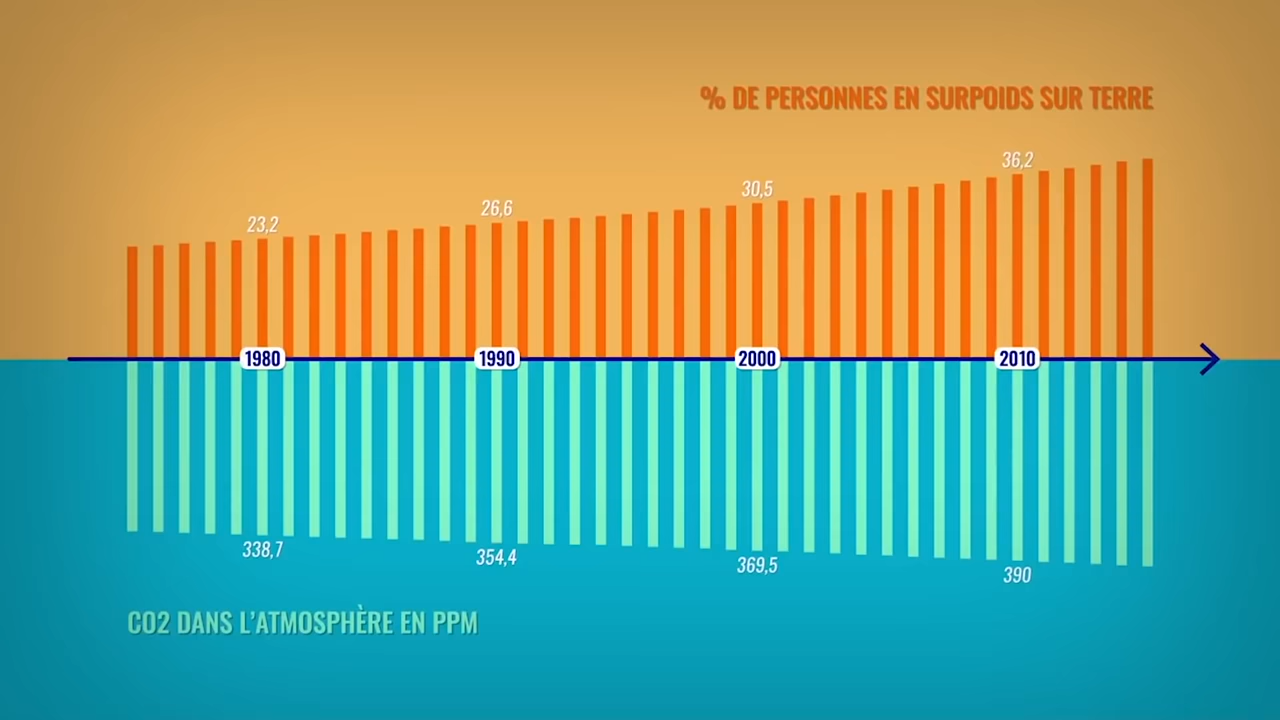 % DE PERSONNES EN SURPOIDS SUR TERRE
36,2
30,5
26,6
23,2
1980 1990 2000 2010
338,7
354,4
369,5
390
CO2 DANS L'ATMOSPHÈRE EN PPM